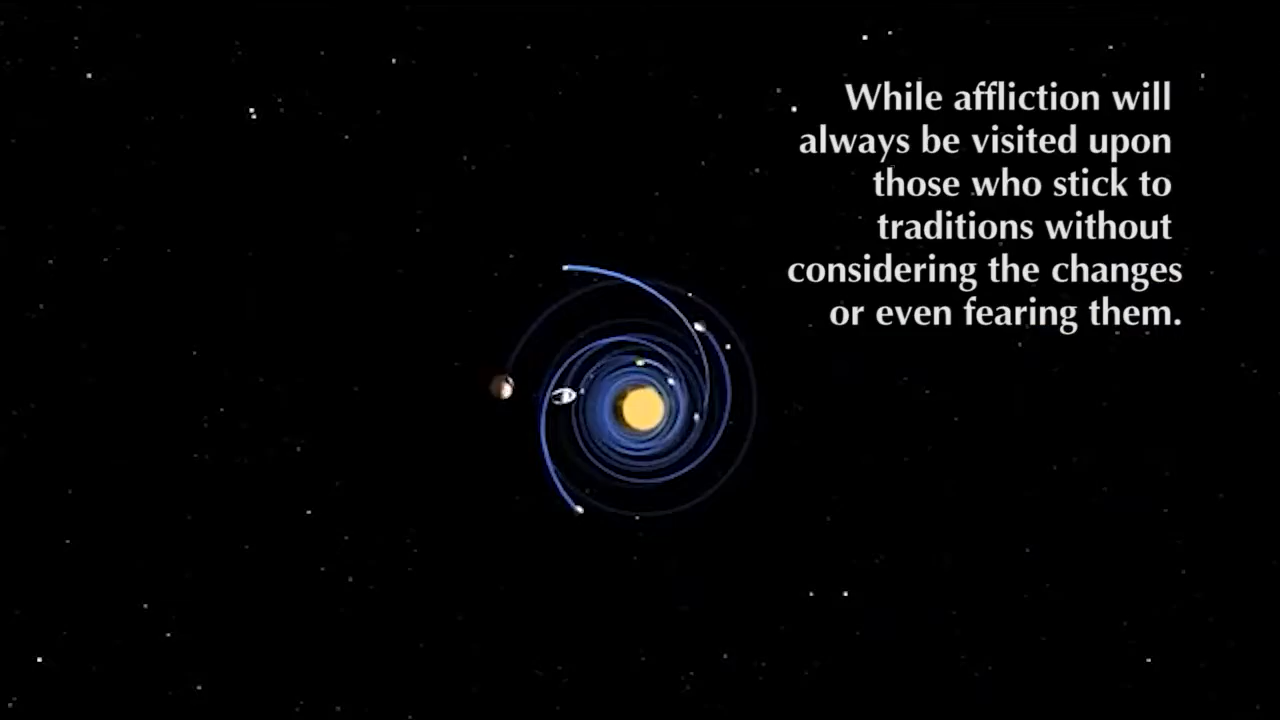 While affliction will
always be visited upon
those who stick to
traditions without
considering the changes
or even fearing them.